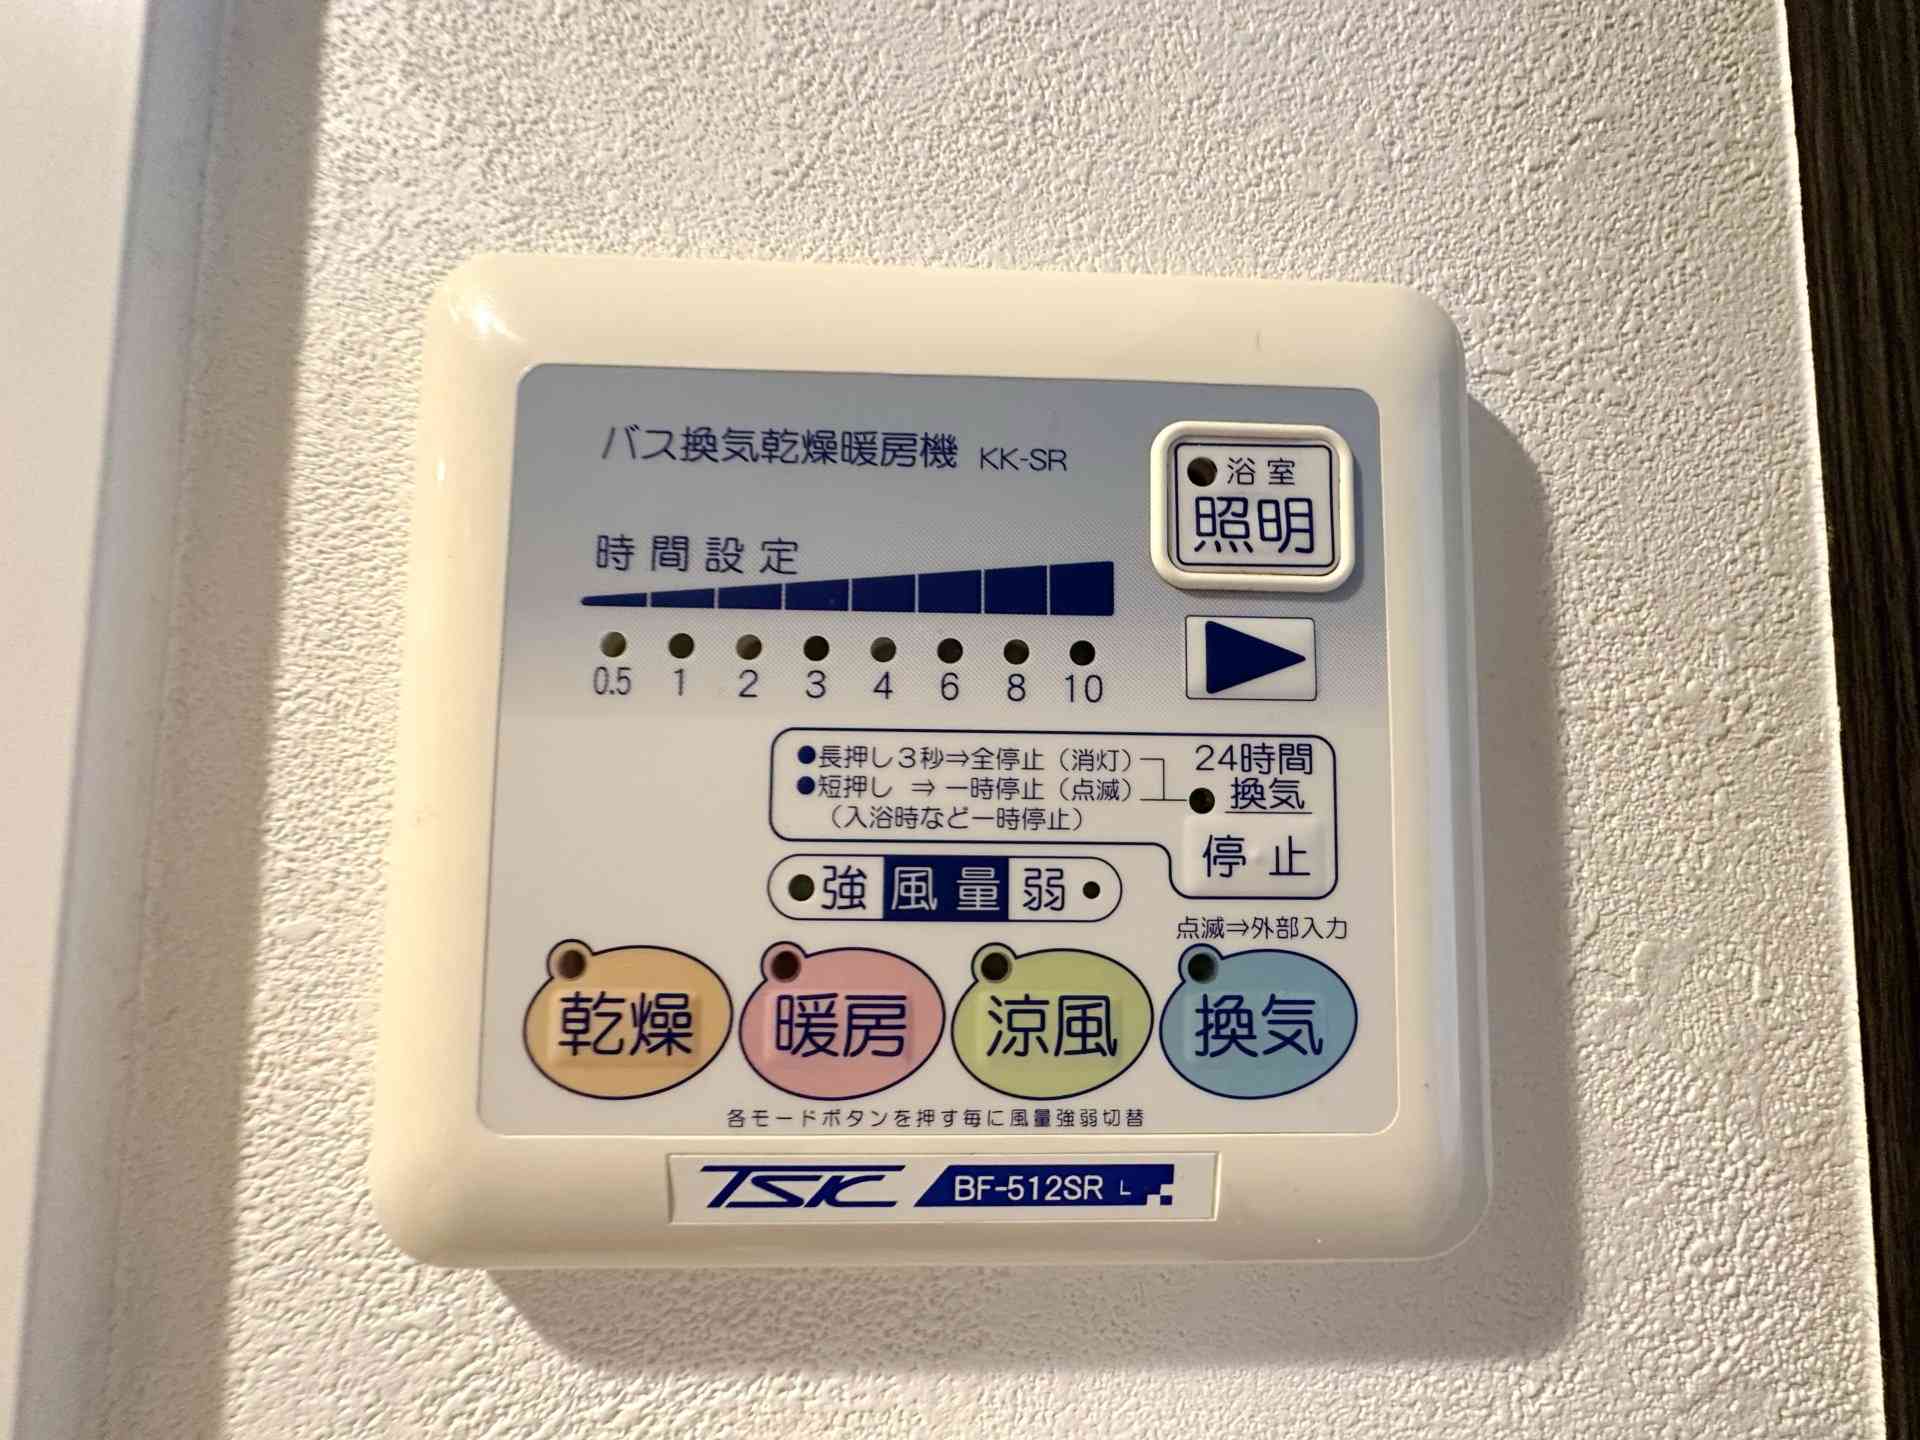 バス換気乾燥暖房機 KK-SR
浴室
照明
時間設定
0.5 1 2 3 4 6 8 10
●長押し3秒⇒全停止（消灯）
●短押し ⇒ 一時停止（点滅）
（入浴時など一時停止）
24時間
換気
停止
強 風量 弱
点滅⇒外部入力
乾燥 暖房 涼風 換気
各モードボタンを押す毎に風量強弱切替
TSK BF-512SR L